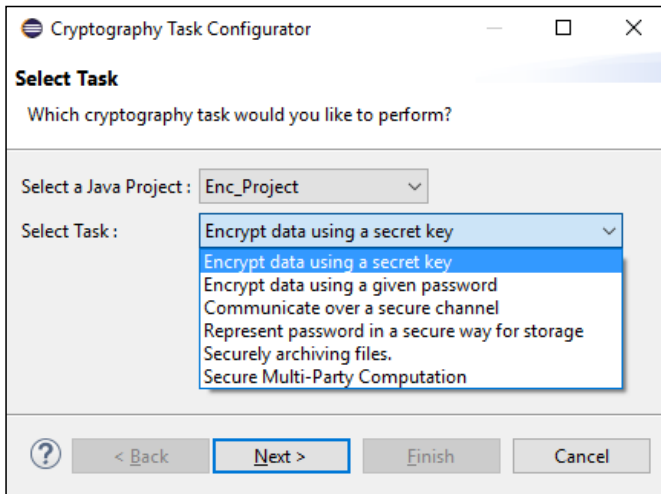 Cryptography Task Configurator
Select Task
Which cryptography task would you like to perform?
Select a Java Project : Enc_Project
Select Task : Encrypt data using a secret key
Encrypt data using a secret key
Encrypt data using a given password
Communicate over a secure channel
Represent password in a secure way for storage
Securely archiving files.
Secure Multi-Party Computation
? < Back Next > Finish Cancel